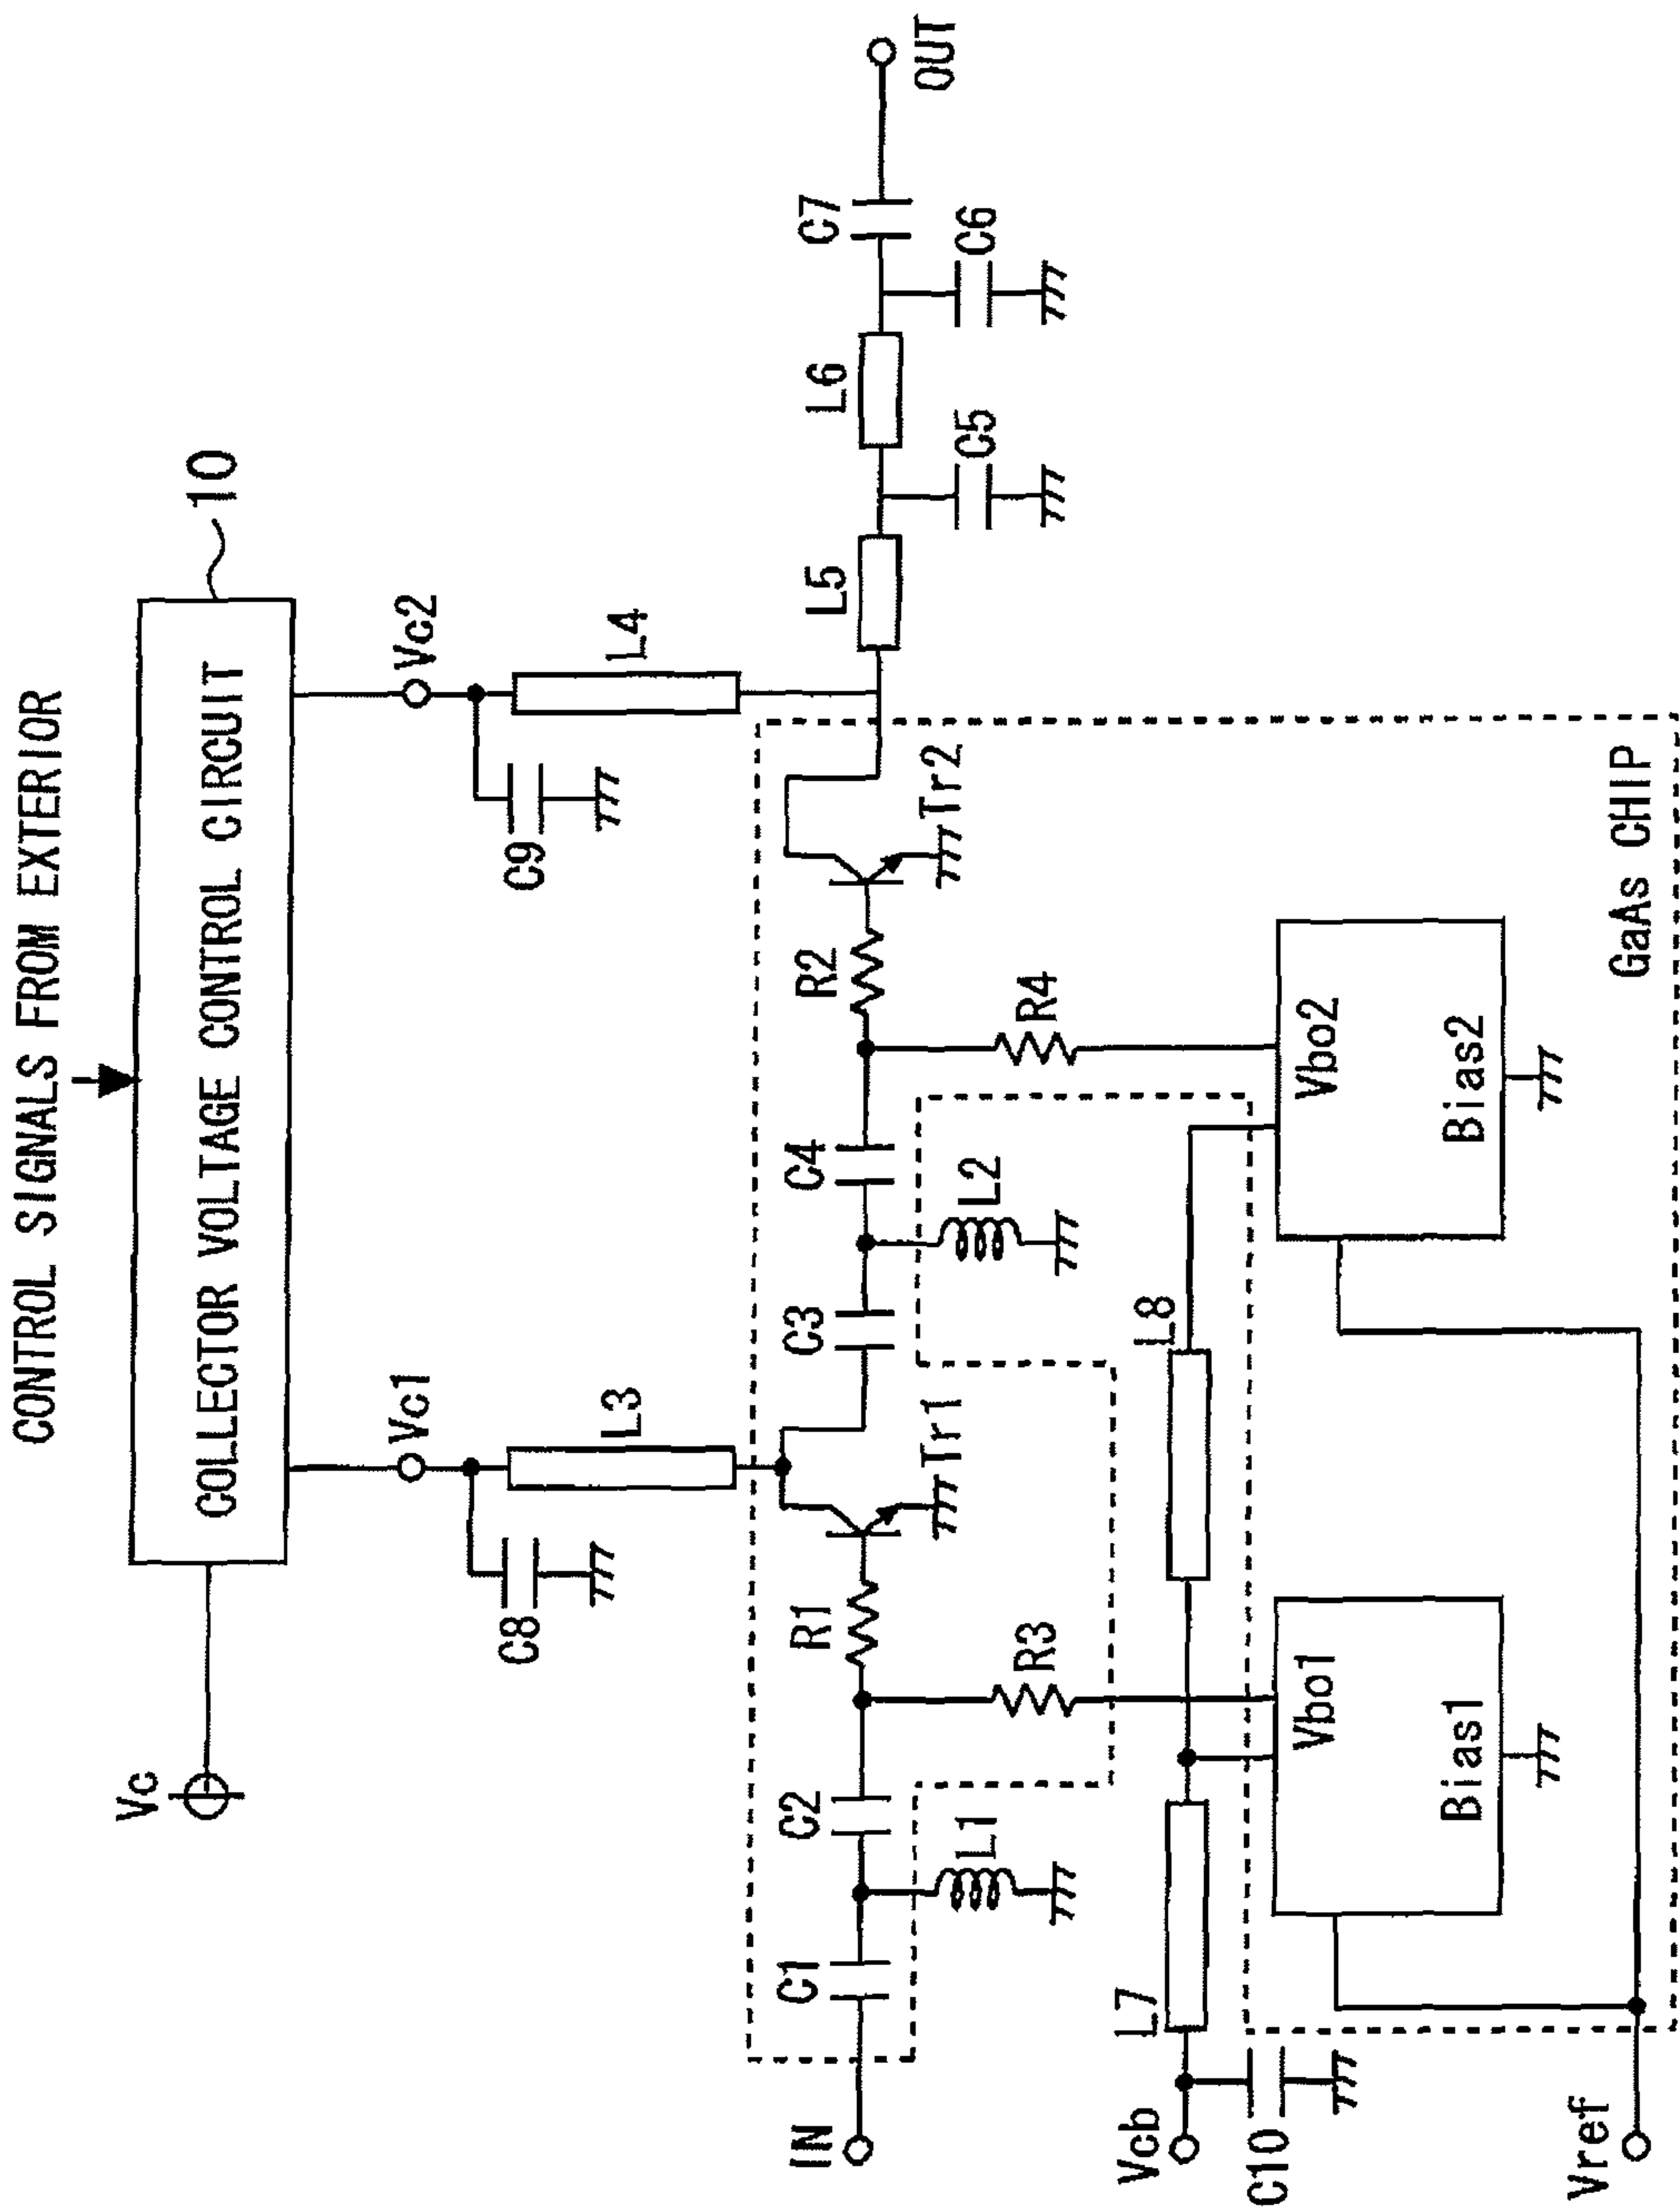 CONTROL SIGNALS FROM EXTERIOR
Vc
COLLECTOR VOLTAGE CONTROL CIRCUIT
10
Vc1
Vc2
C8
L3
C9
L4
IN
C1
C2
R1
C3
C4
R2
L5
L6
C7
OUT
L1
Tr1
L2
Tr2
C5
C6
R3
R4
Vcb
L7
L8
C10
Vbo1
Bias1
Vbo2
Bias2
Vref
GaAs CHIP